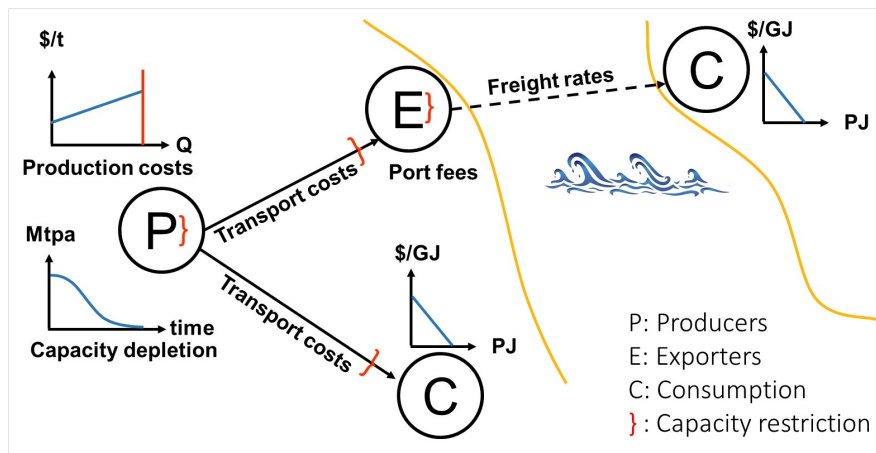 $/t
Q
Production costs
Mtpa
time
Capacity depletion
P}
Transport costs
Transport costs
E}
Port fees
Freight rates
C
$/GJ
PJ
$/GJ
PJ
C
P: Producers
E: Exporters
C: Consumption
} : Capacity restriction